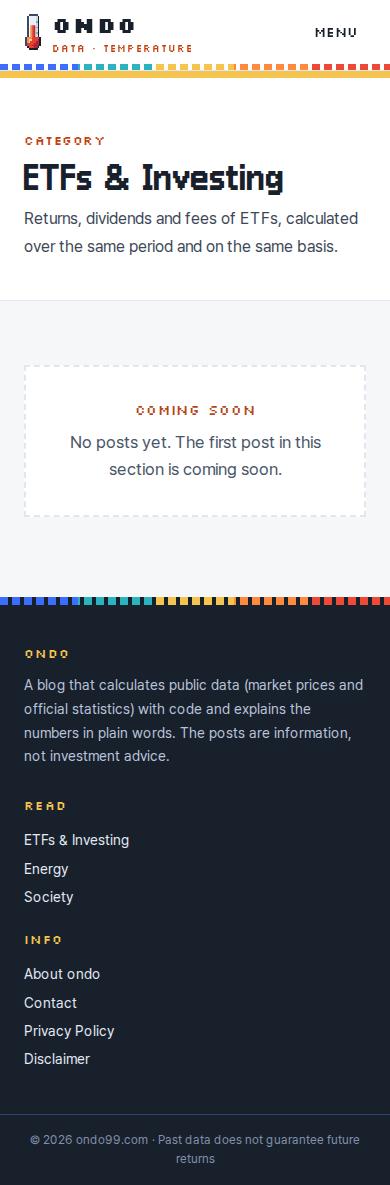 ONDO
DATA · TEMPERATURE
MENU
CATEGORY
ETFs & Investing
Returns, dividends and fees of ETFs, calculated
over the same period and on the same basis.
COMING SOON
No posts yet. The first post in this
section is coming soon.
ONDO
A blog that calculates public data (market prices and
official statistics) with code and explains the
numbers in plain words. The posts are information,
not investment advice.
READ
ETFs & Investing
Energy
Society
INFO
About ondo
Contact
Privacy Policy
Disclaimer
© 2026 ondo99.com · Past data does not guarantee future
returns